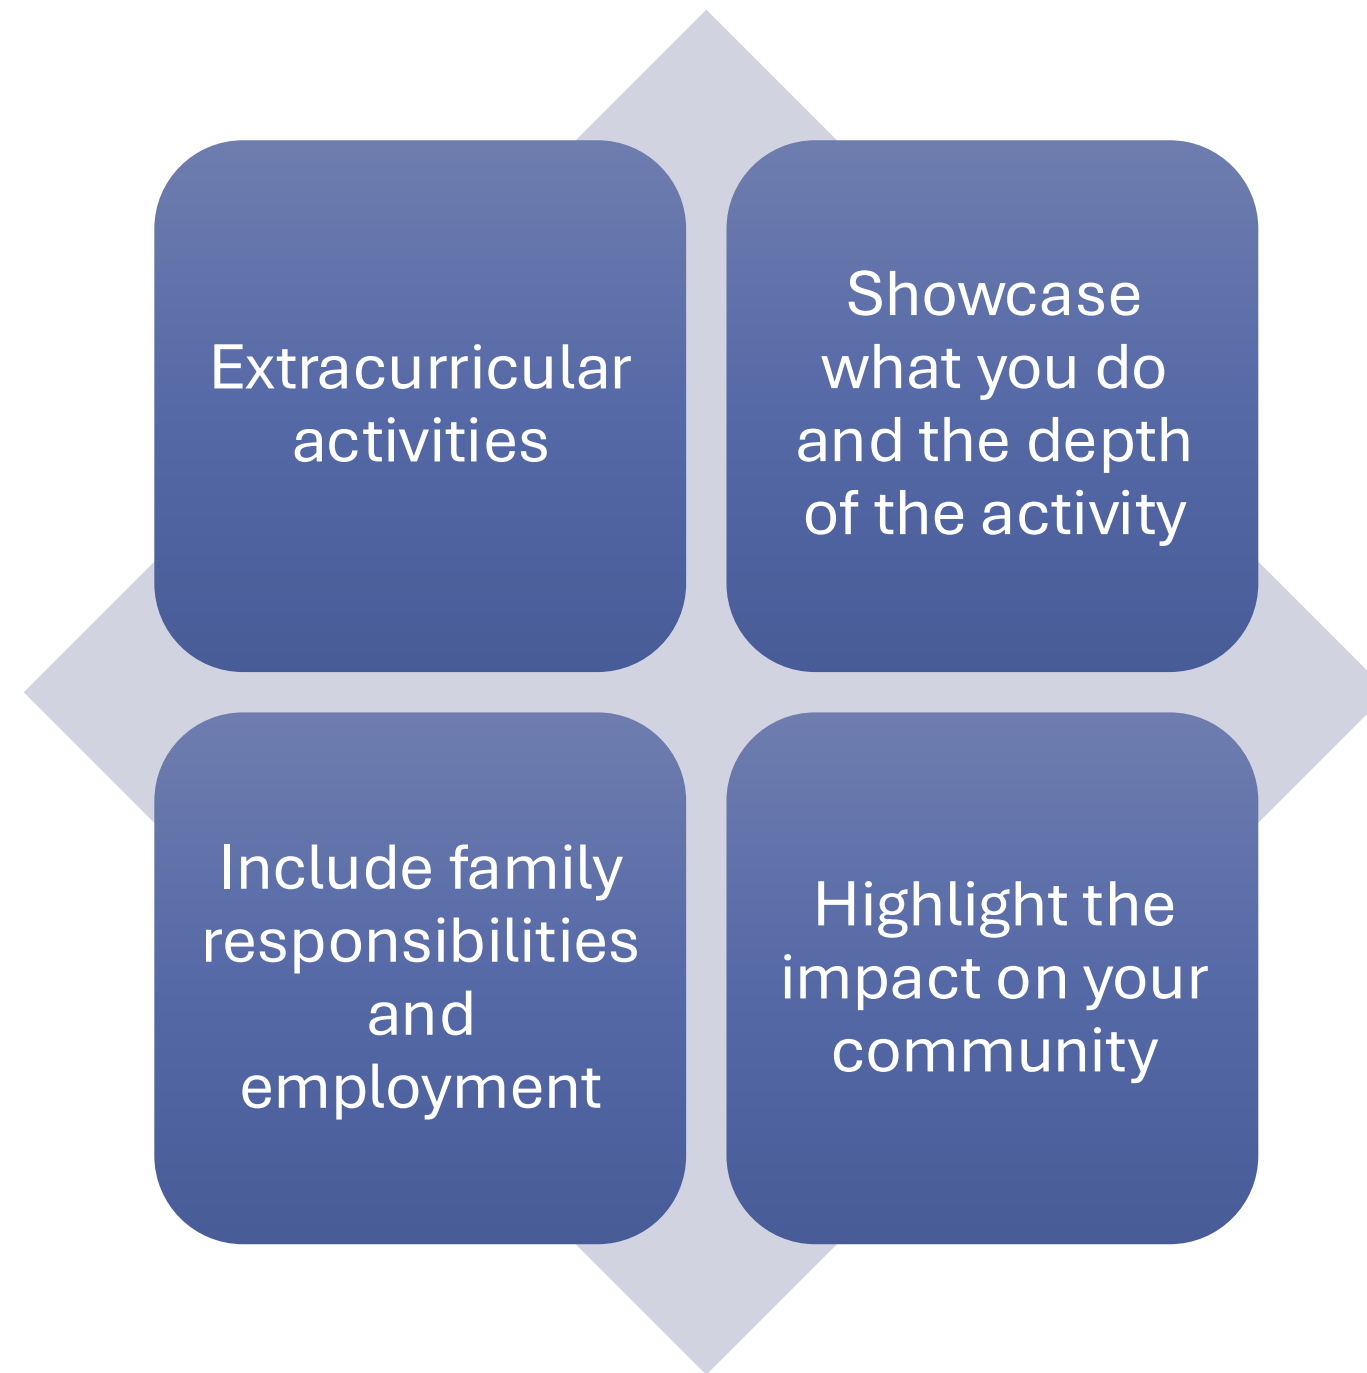 Extracurricular
activities
Showcase
what you do
and the depth
of the activity
Include family
responsibilities
and
employment
Highlight the
impact on your
community